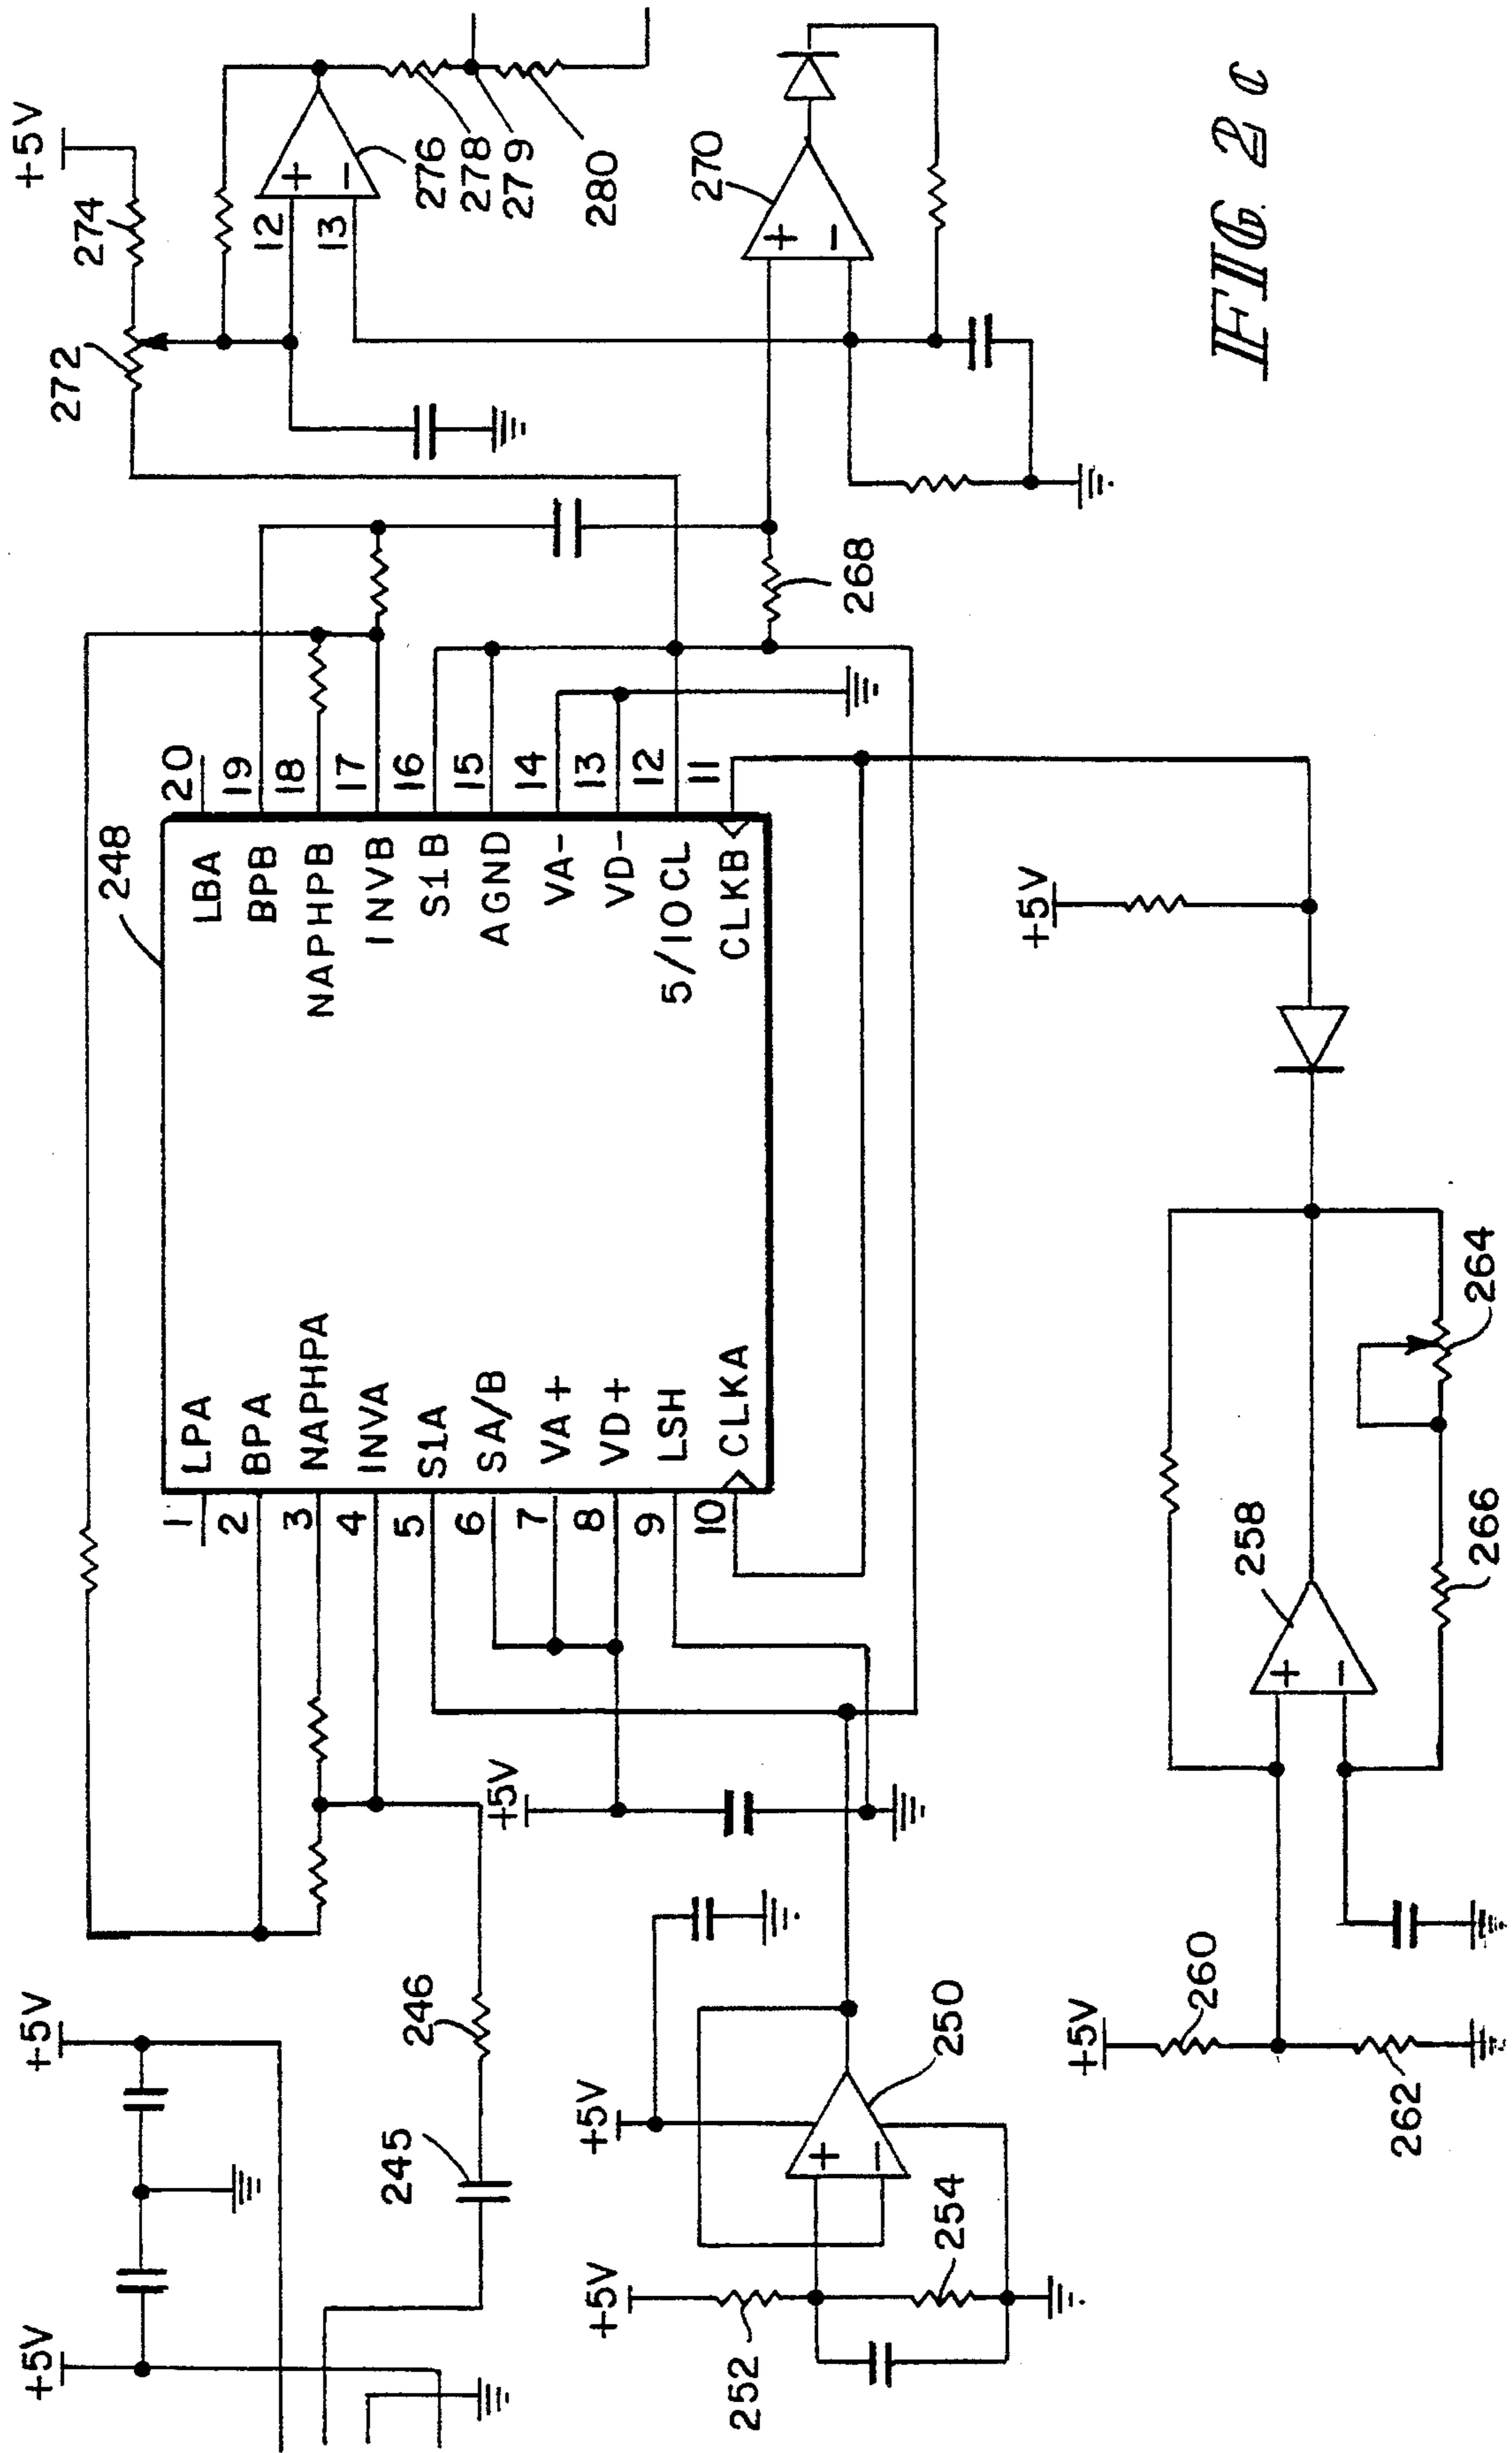 +5V
+5V
245
246
248
1
2
3
4
5
6
7
8
9
10
LPA
BPA
NAPHPA
INVA
S1A
SA/B
VA+
VD+
LSH
CLKA
LBA
BPB
NAPHPB
INVB
S1B
AGND
VA-
VD-
5/10CL
CLKB
20
19
18
17
16
15
14
13
12
11
272
274
+5V
12
13
+
-
276
278
279
280
268
270
+
-
+5V
252
254
+5V
+
-
250
+5V
+5V
260
262
+
-
258
266
264
+5V
FIG. 2c